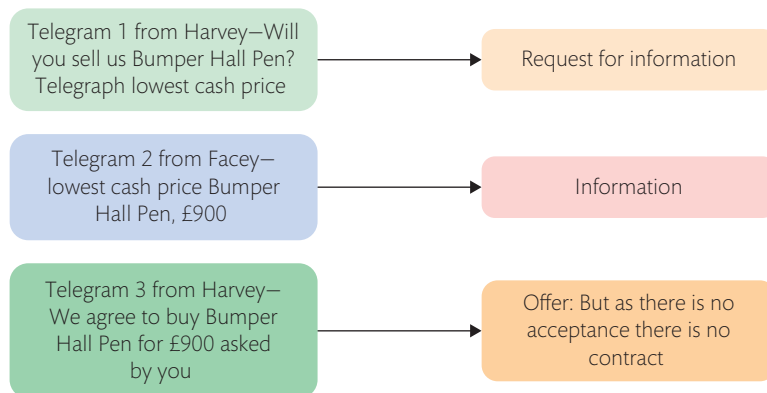 Telegram 1 from Harvey—Will
you sell us Bumper Hall Pen?
Telegraph lowest cash price
Request for information
Telegram 2 from Facey—
lowest cash price Bumper
Hall Pen, £900
Information
Telegram 3 from Harvey—
We agree to buy Bumper
Hall Pen for £900 asked
by you
Offer: But as there is no
acceptance there is no
contract